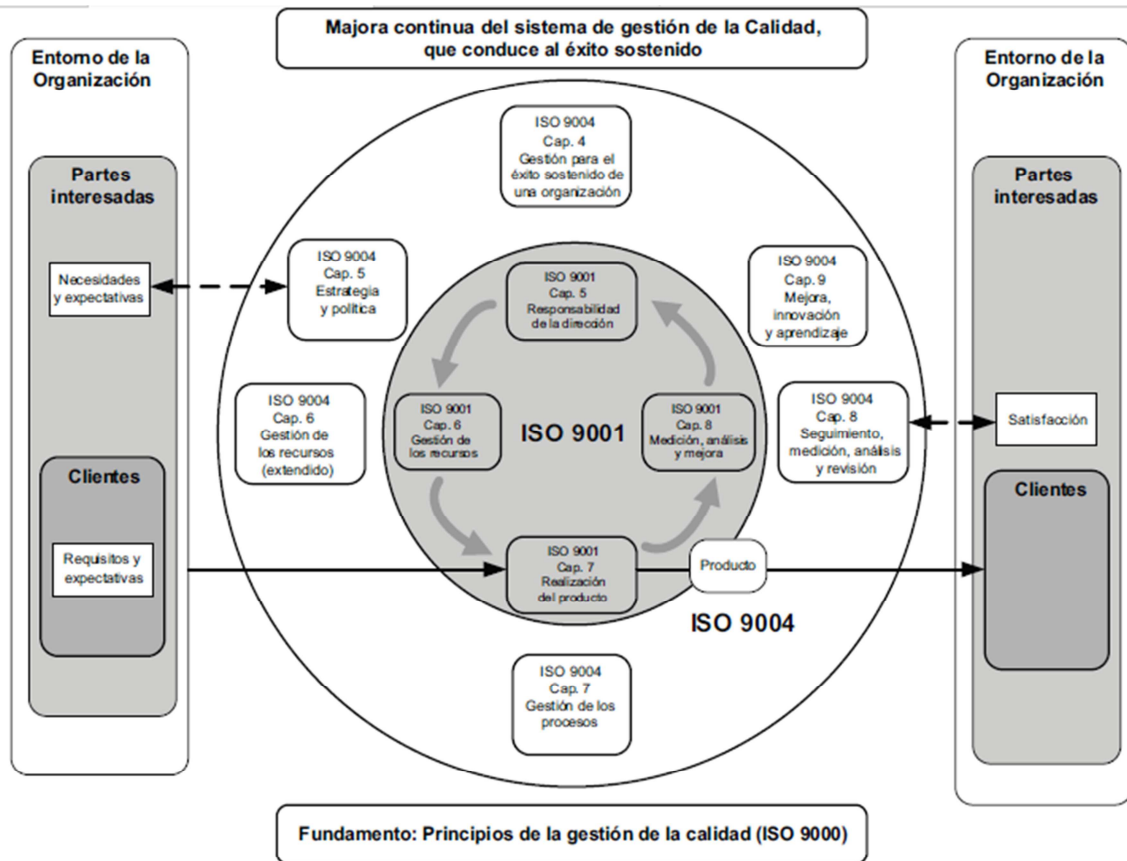 Majora continua del sistema de gestión de la Calidad,
que conduce al éxito sostenido
Entorno de la
Organización
Partes
interesadas
Necesidades
y expectativas
Clientes
Requisitos y
expectativas
ISO 9004
Cap. 4
Gestión para el
éxito sostenido de
una organización
ISO 9004
Cap. 5
Estrategia
y política
ISO 9004
Cap. 9
Mejora,
innovación
y aprendizaje
ISO 9004
Cap. 6
Gestión de
los recursos
(extendido)
ISO 9004
Cap. 8
Seguimiento,
medición, análisis
y revisión
ISO 9001
Cap. 5
Responsabilidad
de la dirección
ISO 9001
Cap. 6
Gestión de
los recursos
ISO 9001
ISO 9001
Cap. 8
Medición, análisis
y mejora
ISO 9001
Cap. 7
Realización
del producto
Producto
ISO 9004
ISO 9004
Cap. 7
Gestión de los
procesos
Entorno de la
Organización
Partes
interesadas
Satisfacción
Clientes
Fundamento: Principios de la gestión de la calidad (ISO 9000)